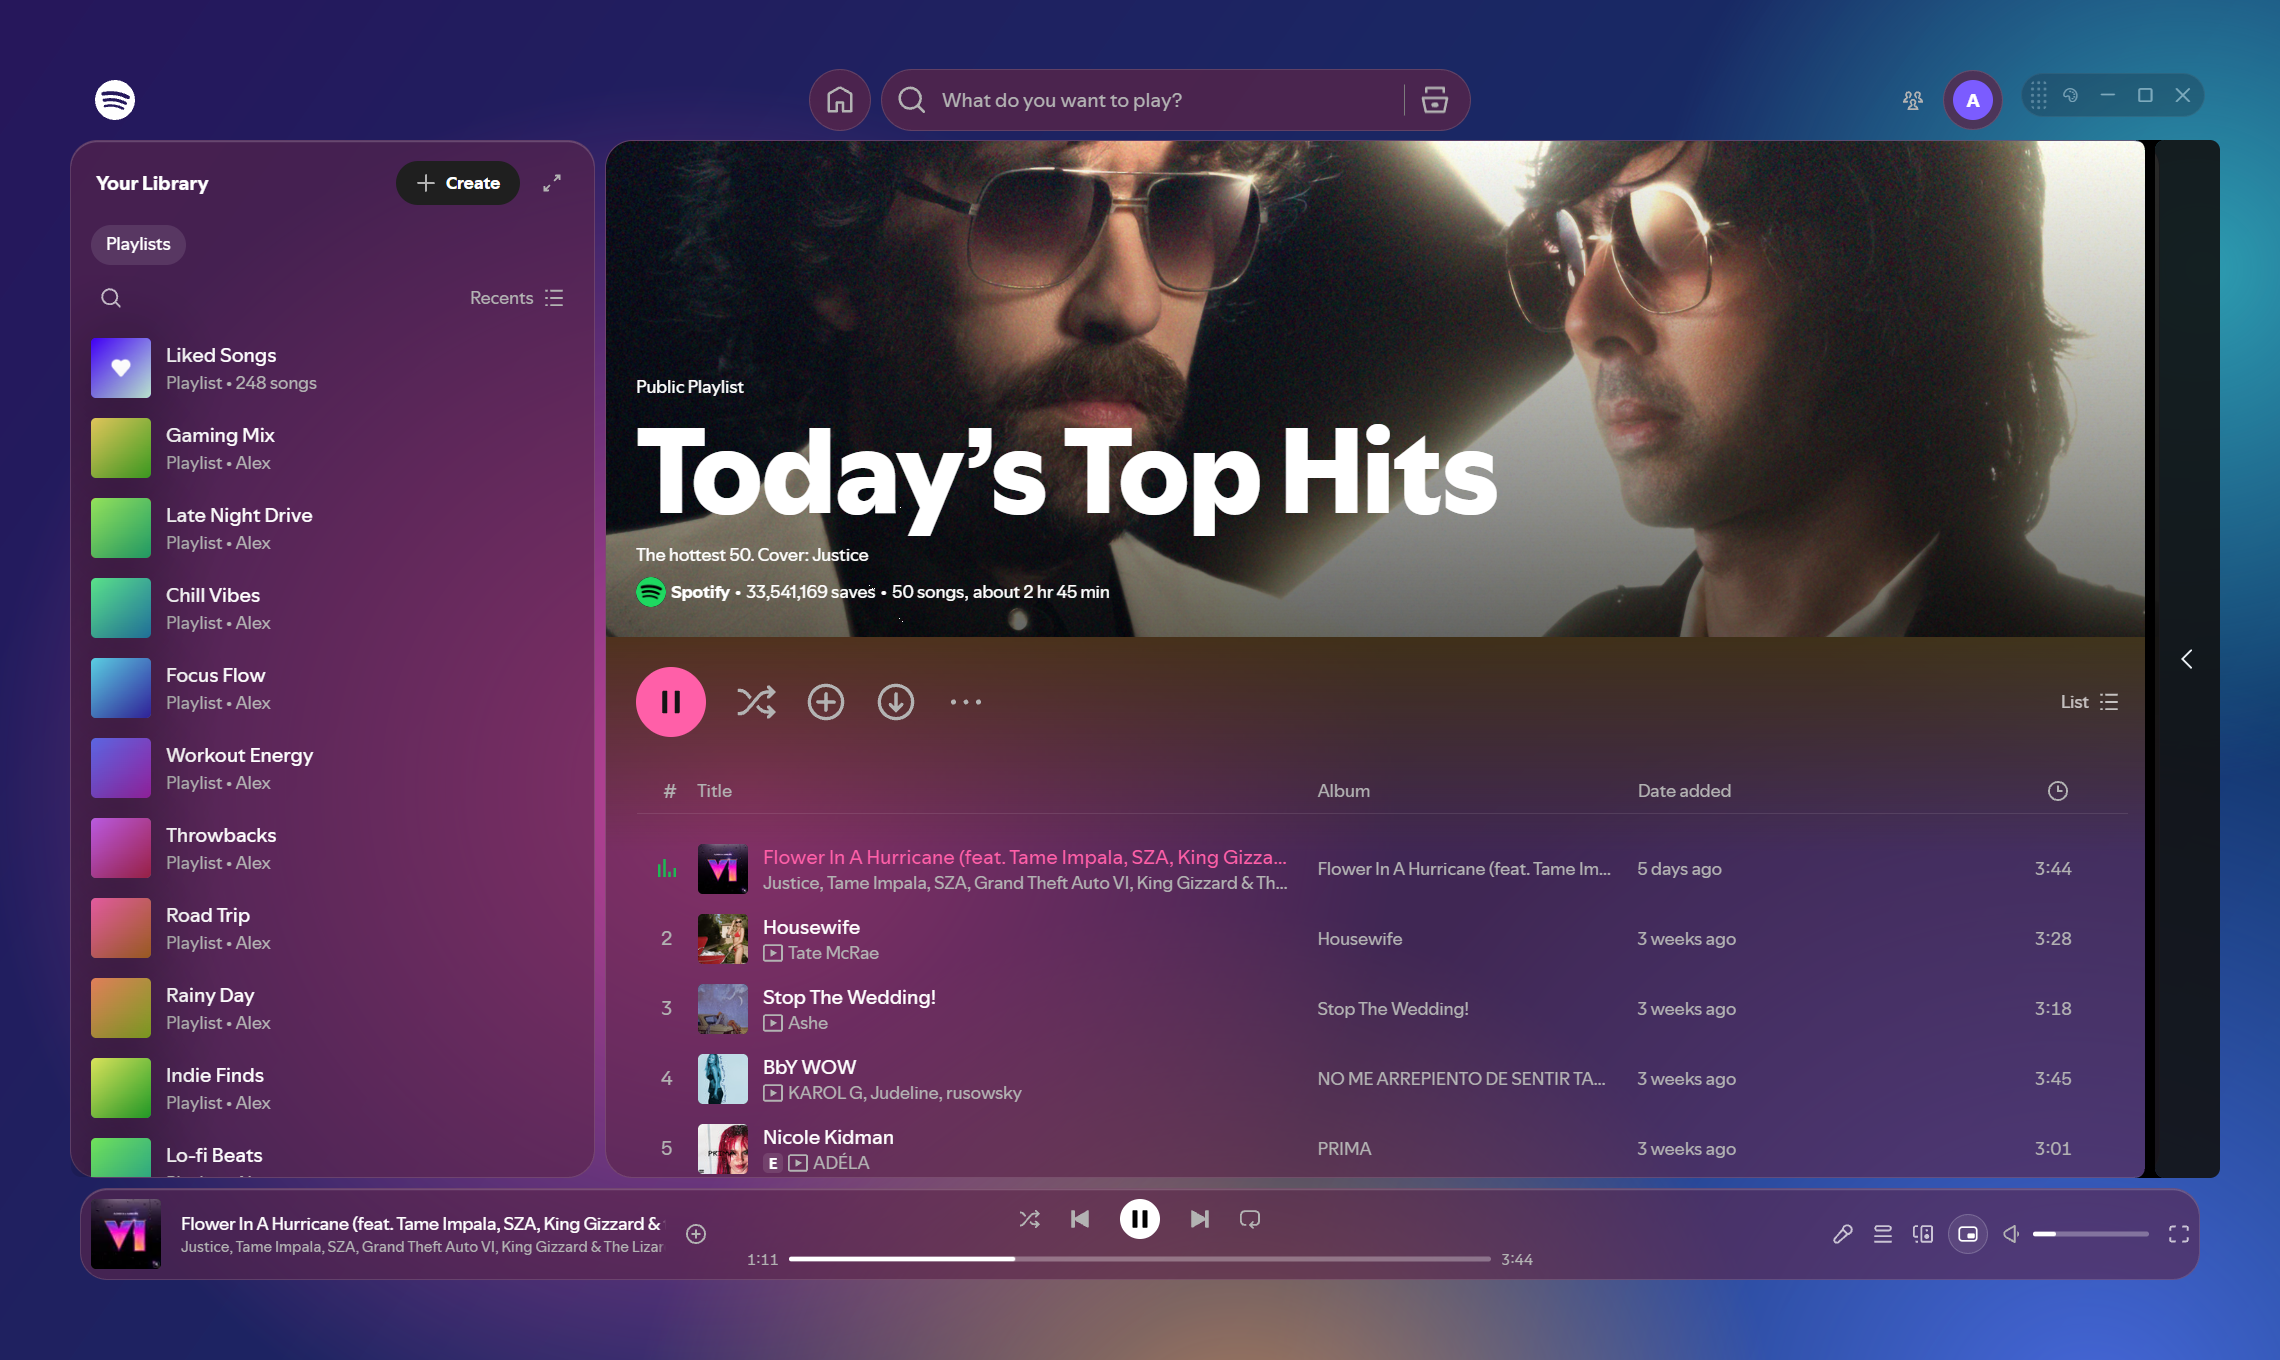 What do you want to play?
A
Your Library
Create
Playlists
Recents
Liked Songs
Playlist • 248 songs
Gaming Mix
Playlist • Alex
Late Night Drive
Playlist • Alex
Chill Vibes
Playlist • Alex
Focus Flow
Playlist • Alex
Workout Energy
Playlist • Alex
Throwbacks
Playlist • Alex
Road Trip
Playlist • Alex
Rainy Day
Playlist • Alex
Indie Finds
Playlist • Alex
Lo-fi Beats
Public Playlist
Today's Top Hits
The hottest 50. Cover: Justice
Spotify • 33,541,169 saves • 50 songs, about 2 hr 45 min
List
# Title Album Date added
Flower In A Hurricane (feat. Tame Impala, SZA, King Gizza...
Justice, Tame Impala, SZA, Grand Theft Auto VI, King Gizzard & Th...
Flower In A Hurricane (feat. Tame Im... 5 days ago 3:44
VI
2 Housewife
Tate McRae
Housewife 3 weeks ago 3:28
3 Stop The Wedding!
Ashe
Stop The Wedding! 3 weeks ago 3:18
4 BbY WOW
KAROL G, Judeline, rusowsky
NO ME ARREPIENTO DE SENTIR TA... 3 weeks ago 3:45
5 Nicole Kidman
E ADÉLA
PRIMA 3 weeks ago 3:01
VI
Flower In A Hurricane (feat. Tame Impala, SZA, King Gizzard &
Justice, Tame Impala, SZA, Grand Theft Auto VI, King Gizzard & The Lizar
1:11
3:44